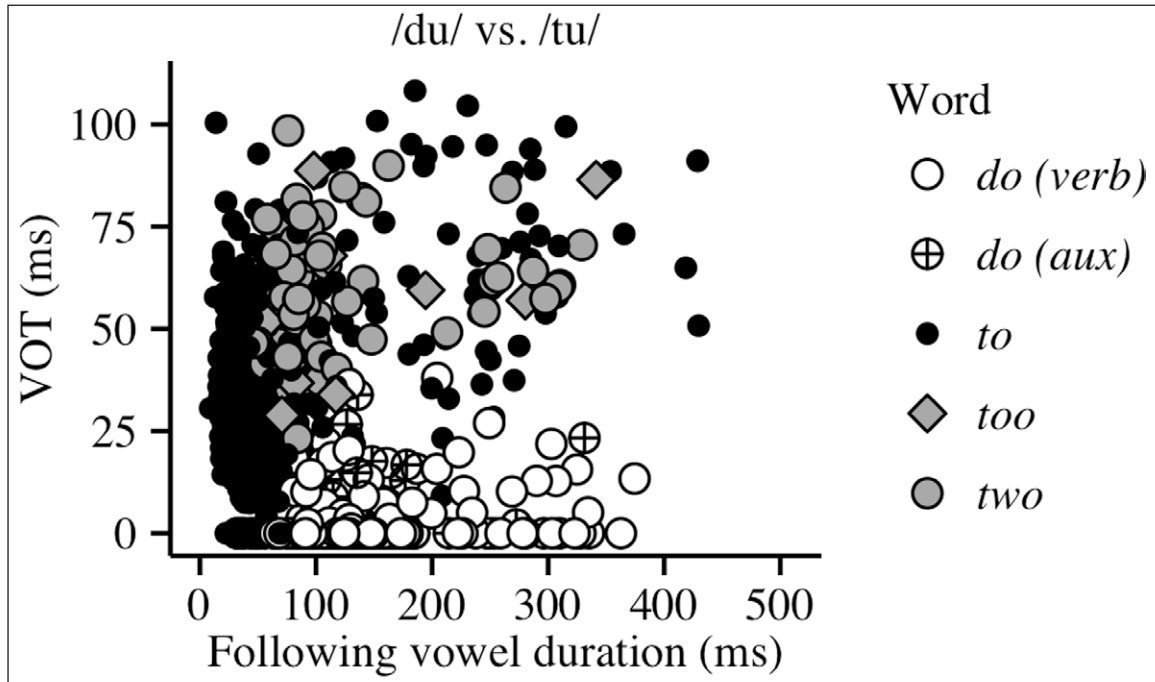 /du/ vs. /tu/
100
75
50
25
0
VOT (ms)
0 100 200 300 400 500
Following vowel duration (ms)
Word
do (verb)
do (aux)
to
too
two